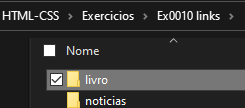 HTML-CSS > Exercicios > Ex0010 links >
Nome
livro
noticias